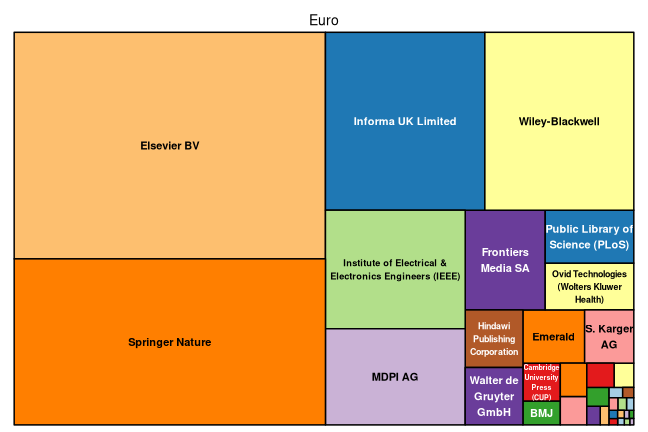 Euro
Elsevier BV
Informa UK Limited
Wiley-Blackwell
Springer Nature
Institute of Electrical &
Electronics Engineers (IEEE)
MDPI AG
Frontiers
Media SA
Public Library of
Science (PLoS)
Ovid Technologies
(Wolters Kluwer
Health)
Hindawi
Publishing
Corporation
Emerald
S. Karger
AG
Walter de
Gruyter
GmbH
Cambridge
University
Press
(CUP)
BMJ